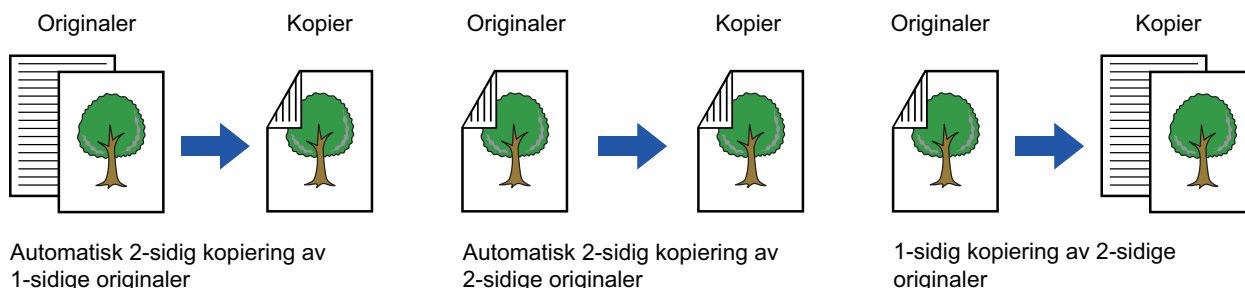 Originaler
Kopier
Originaler
Kopier
Originaler
Kopier
Automatisk 2-sidig kopiering av
1-sidige originaler
Automatisk 2-sidig kopiering av
2-sidige originaler
1-sidig kopiering av 2-sidige
originaler